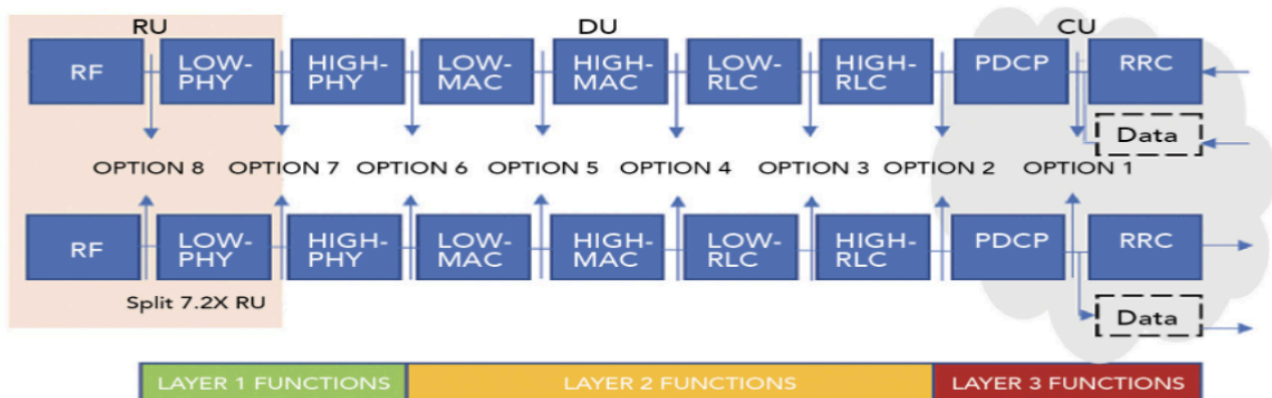 RU DU CU
RF LOW-PHY HIGH-PHY LOW-MAC HIGH-MAC LOW-RLC HIGH-RLC PDCP RRC
Data
OPTION 8 OPTION 7 OPTION 6 OPTION 5 OPTION 4 OPTION 3 OPTION 2 OPTION 1
RF LOW-PHY HIGH-PHY LOW-MAC HIGH-MAC LOW-RLC HIGH-RLC PDCP RRC
Split 7.2X RU
Data
LAYER 1 FUNCTIONS LAYER 2 FUNCTIONS LAYER 3 FUNCTIONS